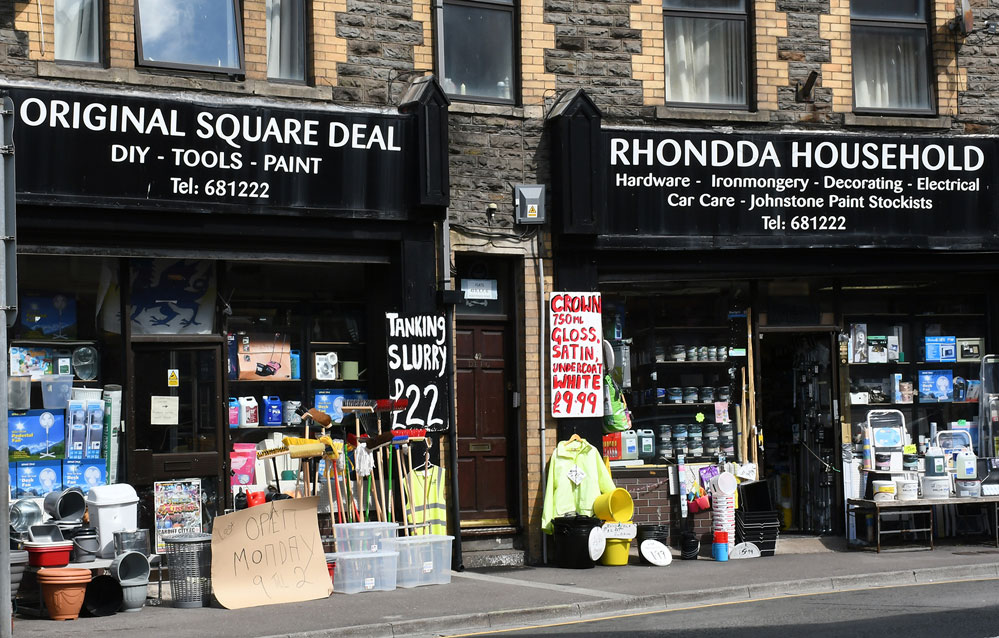 ORIGINAL SQUARE DEAL
DIY - TOOLS - PAINT
Tel: 681222
RHONDDA HOUSEHOLD
Hardware - Ironmongery - Decorating - Electrical
Car Care - Johnstone Paint Stockists
Tel: 681222
TANKING
SLURRY
£22
CROWN
750ML
GLOSS,
SATIN,
UNDERCOAT
WHITE
£9.99
OPEN
MONDAY
9 TIL 2